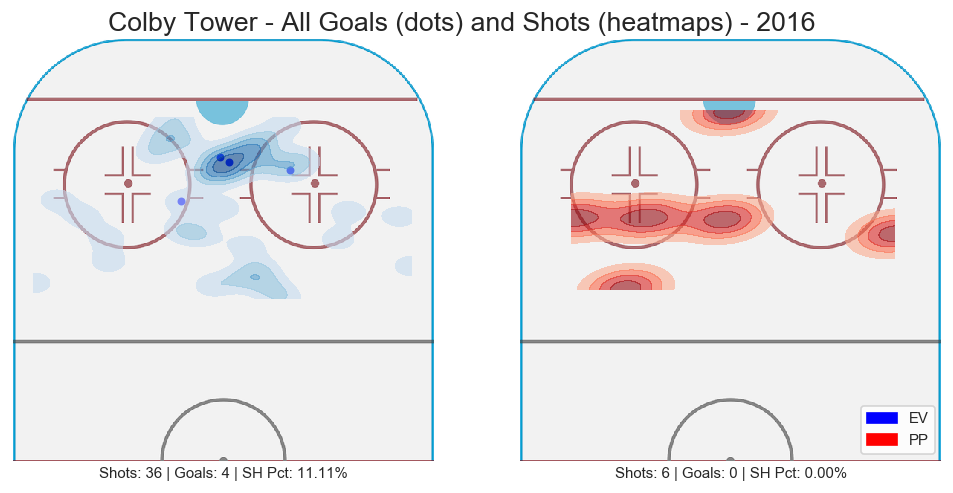 Colby Tower - All Goals (dots) and Shots (heatmaps) - 2016
EV
PP
Shots: 36 | Goals: 4 | SH Pct: 11.11%
Shots: 6 | Goals: 0 | SH Pct: 0.00%